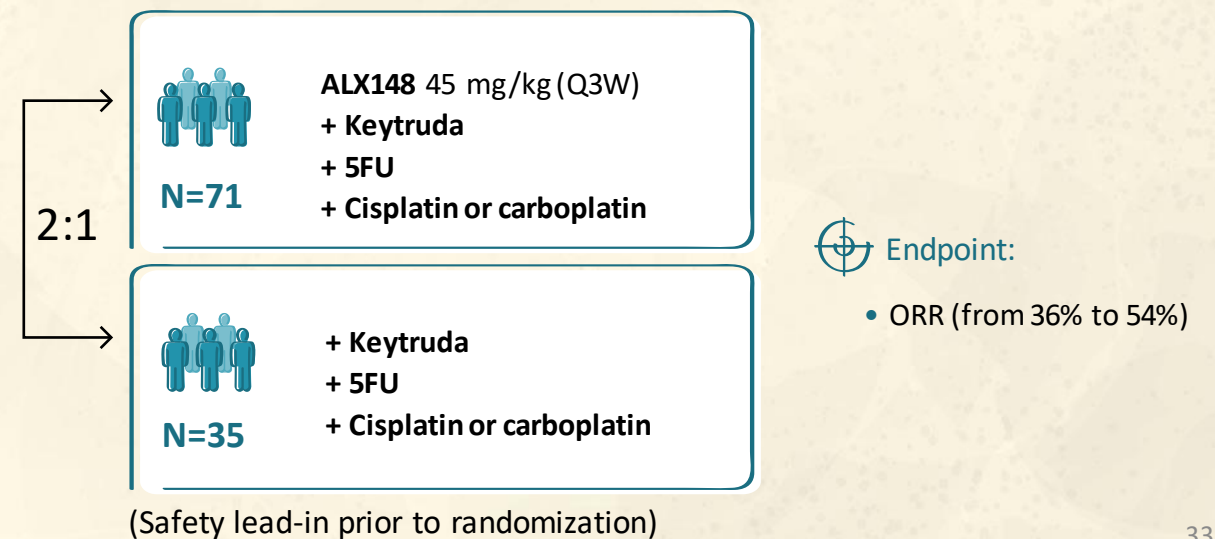 2:1
N=71
ALX148 45 mg/kg (Q3W)
+ Keytruda
+ 5FU
+ Cisplatin or carboplatin
N=35
+ Keytruda
+ 5FU
+ Cisplatin or carboplatin
(Safety lead-in prior to randomization)
Endpoint:
• ORR (from 36% to 54%)
33